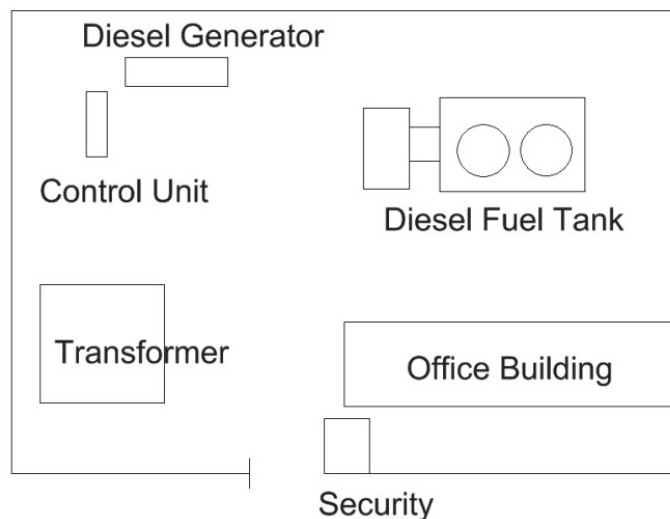 Diesel Generator
Control Unit
Diesel Fuel Tank
Transformer
Office Building
Security